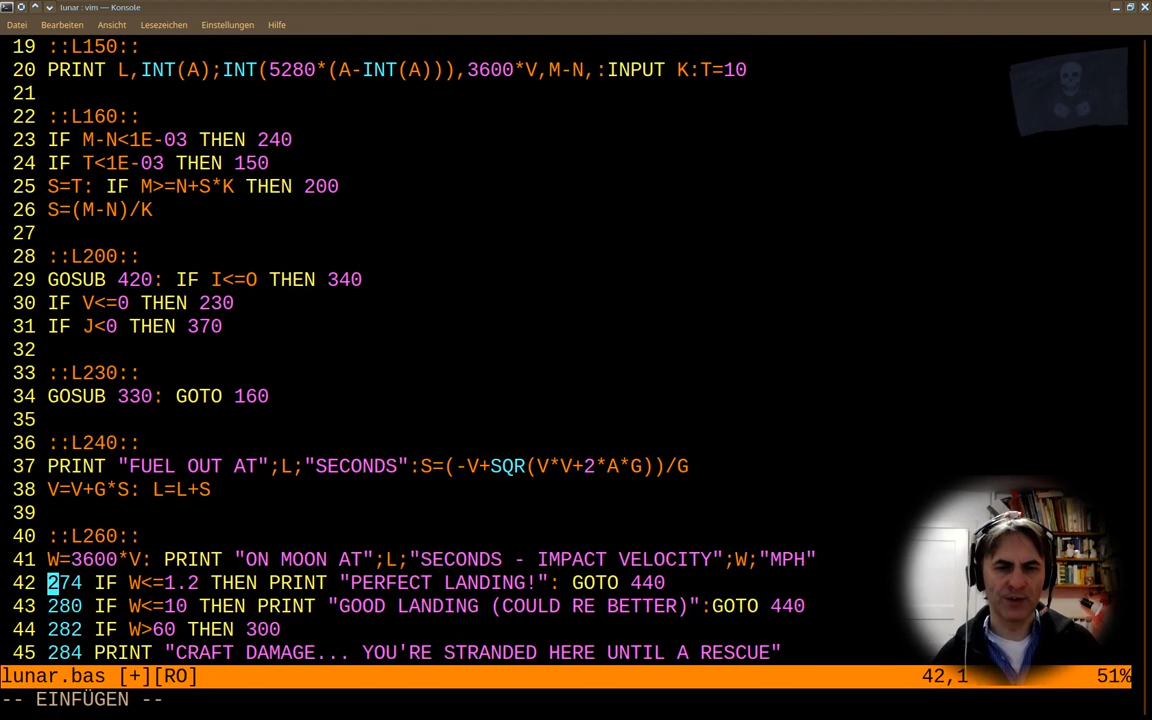 lunar : vim — Konsole
Datei Bearbeiten Ansicht Lesezeichen Einstellungen Hilfe
19 ::L150::
20 PRINT L,INT(A);INT(5280*(A-INT(A))),3600*V,M-N,:INPUT K:T=10
21
22 ::L160::
23 IF M-N<1E-03 THEN 240
24 IF T<1E-03 THEN 150
25 S=T: IF M>=N+S*K THEN 200
26 S=(M-N)/K
27
28 ::L200::
29 GOSUB 420: IF I<=O THEN 340
30 IF V<=0 THEN 230
31 IF J<0 THEN 370
32
33 ::L230::
34 GOSUB 330: GOTO 160
35
36 ::L240::
37 PRINT "FUEL OUT AT";L;"SECONDS":S=(-V+SQR(V*V+2*A*G))/G
38 V=V+G*S: L=L+S
39
40 ::L260::
41 W=3600*V: PRINT "ON MOON AT";L;"SECONDS - IMPACT VELOCITY";W;"MPH"
42 274 IF W<=1.2 THEN PRINT "PERFECT LANDING!": GOTO 440
43 280 IF W<=10 THEN PRINT "GOOD LANDING (COULD RE BETTER)":GOTO 440
44 282 IF W>60 THEN 300
45 284 PRINT "CRAFT DAMAGE... YOU'RE STRANDED HERE UNTIL A RESCUE"
lunar.bas [+][RO] 42,1 51%
-- EINFÜGEN --